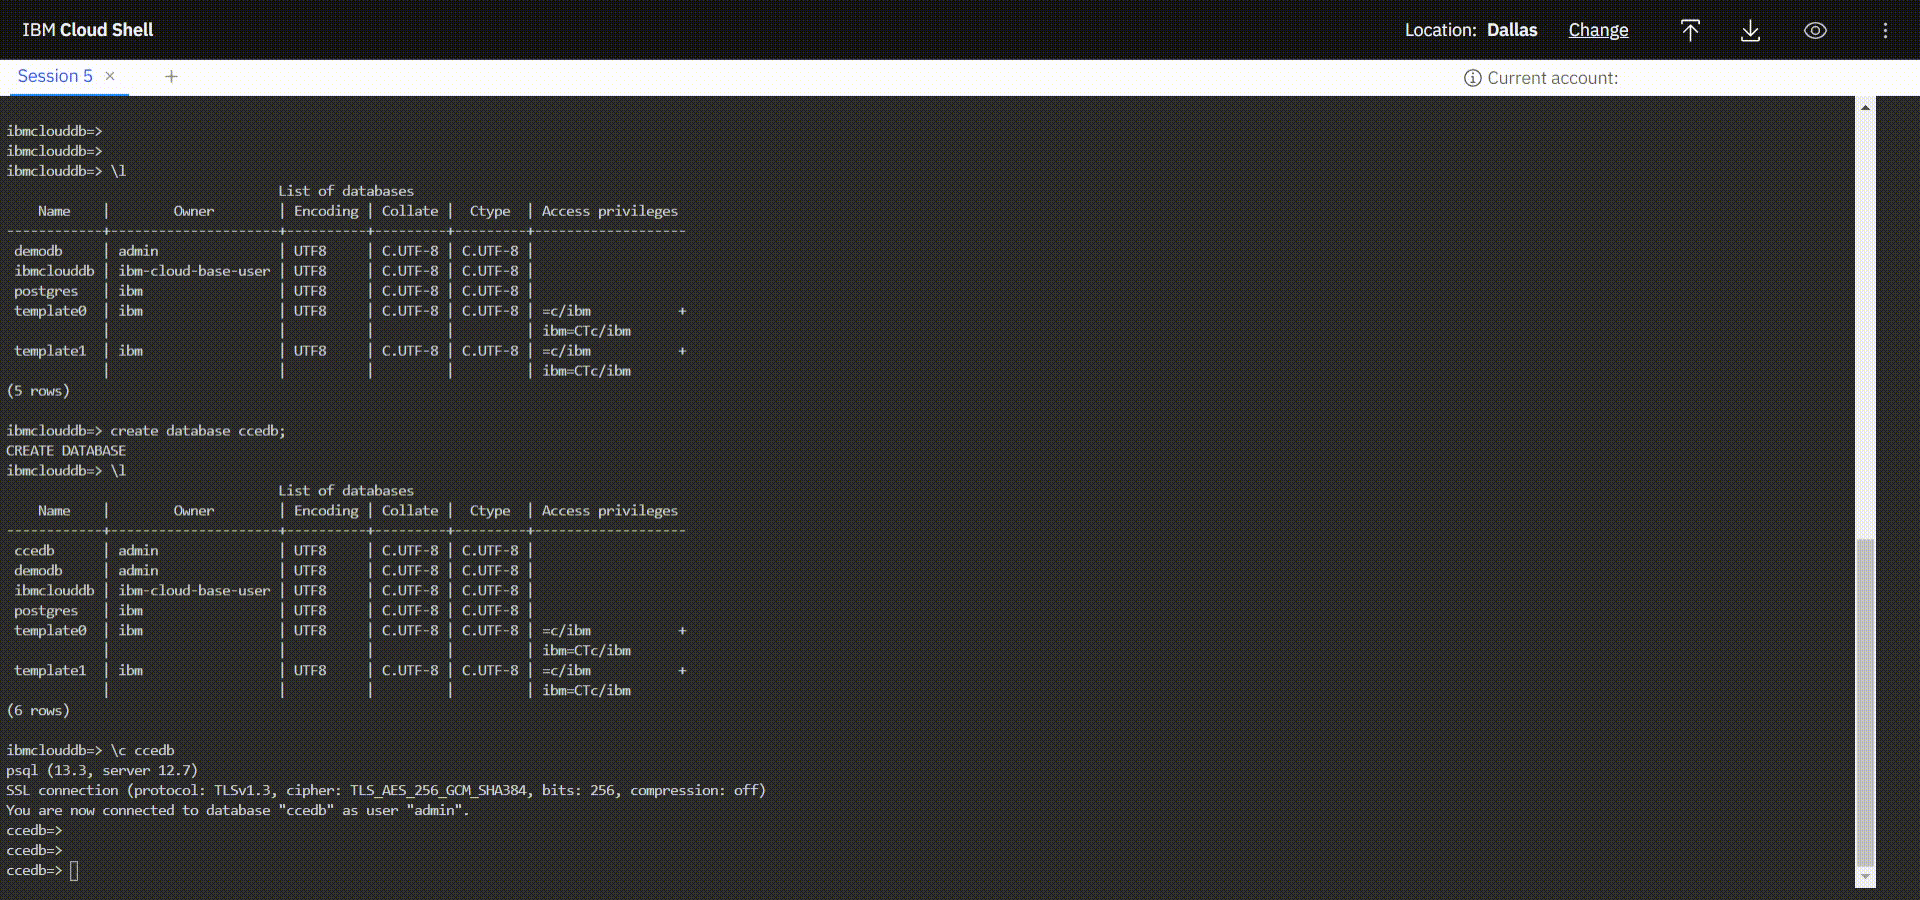 IBM Cloud Shell
Location: Dallas Change
Session 5 × +
Current account:
ibmclouddb=>
ibmclouddb=>
ibmclouddb=> \l
List of databases
Name | Owner | Encoding | Collate | Ctype | Access privileges
------------+---------------------+----------+---------+---------+-------------------
demodb | admin | UTF8 | C.UTF-8 | C.UTF-8 |
ibmclouddb | ibm-cloud-base-user | UTF8 | C.UTF-8 | C.UTF-8 |
postgres | ibm | UTF8 | C.UTF-8 | C.UTF-8 |
template0 | ibm | UTF8 | C.UTF-8 | C.UTF-8 | =c/ibm +
| | | | | ibm=CTc/ibm
template1 | ibm | UTF8 | C.UTF-8 | C.UTF-8 | =c/ibm +
| | | | | ibm=CTc/ibm
(5 rows)
ibmclouddb=> create database ccedb;
CREATE DATABASE
ibmclouddb=> \l
List of databases
Name | Owner | Encoding | Collate | Ctype | Access privileges
------------+---------------------+----------+---------+---------+-------------------
ccedb | admin | UTF8 | C.UTF-8 | C.UTF-8 |
demodb | admin | UTF8 | C.UTF-8 | C.UTF-8 |
ibmclouddb | ibm-cloud-base-user | UTF8 | C.UTF-8 | C.UTF-8 |
postgres | ibm | UTF8 | C.UTF-8 | C.UTF-8 |
template0 | ibm | UTF8 | C.UTF-8 | C.UTF-8 | =c/ibm +
| | | | | ibm=CTc/ibm
template1 | ibm | UTF8 | C.UTF-8 | C.UTF-8 | =c/ibm +
| | | | | ibm=CTc/ibm
(6 rows)
ibmclouddb=> \c ccedb
psql (13.3, server 12.7)
SSL connection (protocol: TLSv1.3, cipher: TLS_AES_256_GCM_SHA384, bits: 256, compression: off)
You are now connected to database "ccedb" as user "admin".
ccedb=>
ccedb=>
ccedb=>